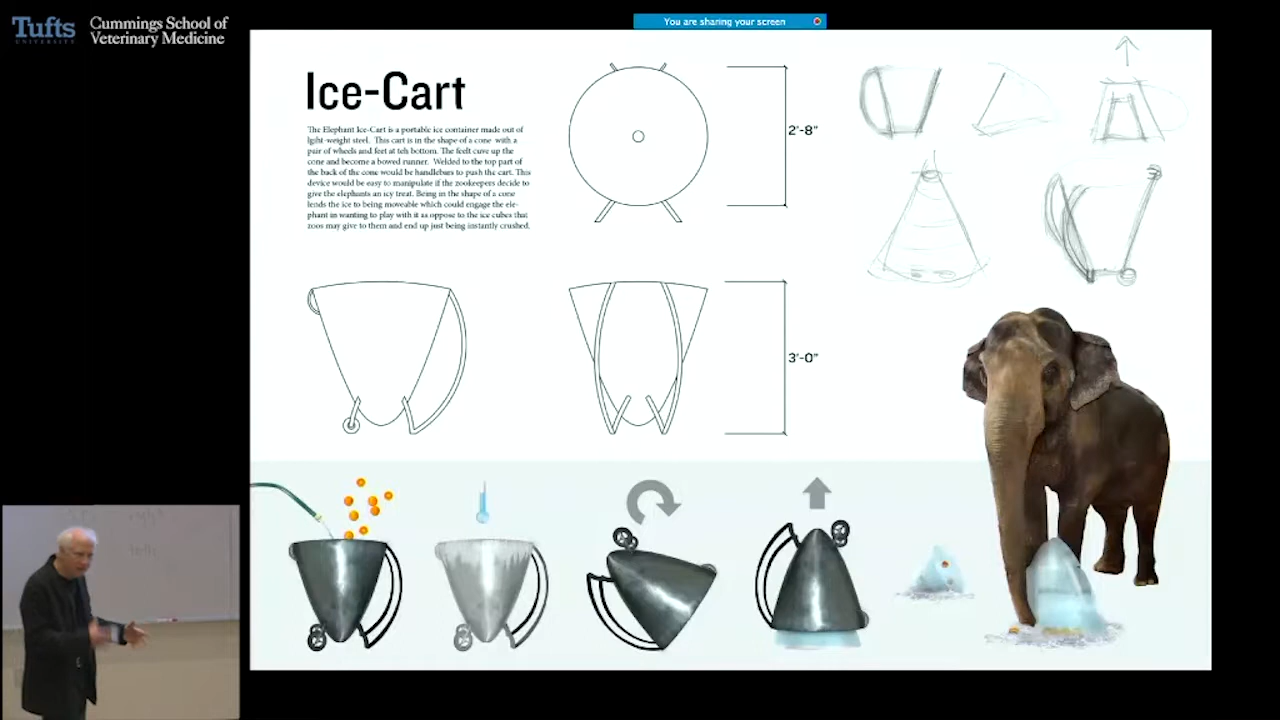 Tufts
UNIVERSITY
Cummings School of
Veterinary Medicine
You are sharing your screen
Ice-Cart
The Elephant Ice-Cart is a portable ice container made out of
light-weight steel. This cart is in the shape of a cone with a
pair of wheels and feet at teh bottom. The feelt cuve up the
cone and become a bowed runner. Welded to the top part of
the back of the cone would be handlebars to push the cart. This
device would be easy to manipulate if the zookeepers decide to
give the elephants an icy treat. Being in the shape of a cone
lends the ice to being moveable which could engage the ele-
phant in wanting to play with it as oppose to the ice cubes that
zoos may give to them and end up just being instantly crushed.
2'-8"
3'-0"